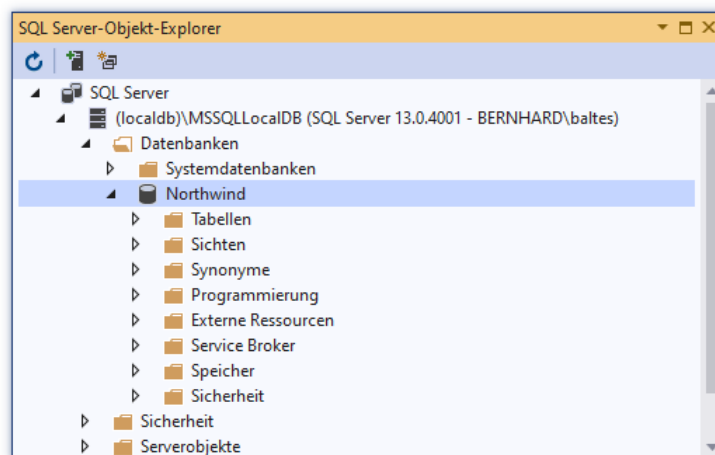 SQL Server-Objekt-Explorer
SQL Server
(localdb)\MSSQLLocalDB (SQL Server 13.0.4001 - BERNHARD\baltes)
Datenbanken
Systemdatenbanken
Northwind
Tabellen
Sichten
Synonyme
Programmierung
Externe Ressourcen
Service Broker
Speicher
Sicherheit
Sicherheit
Serverobjekte